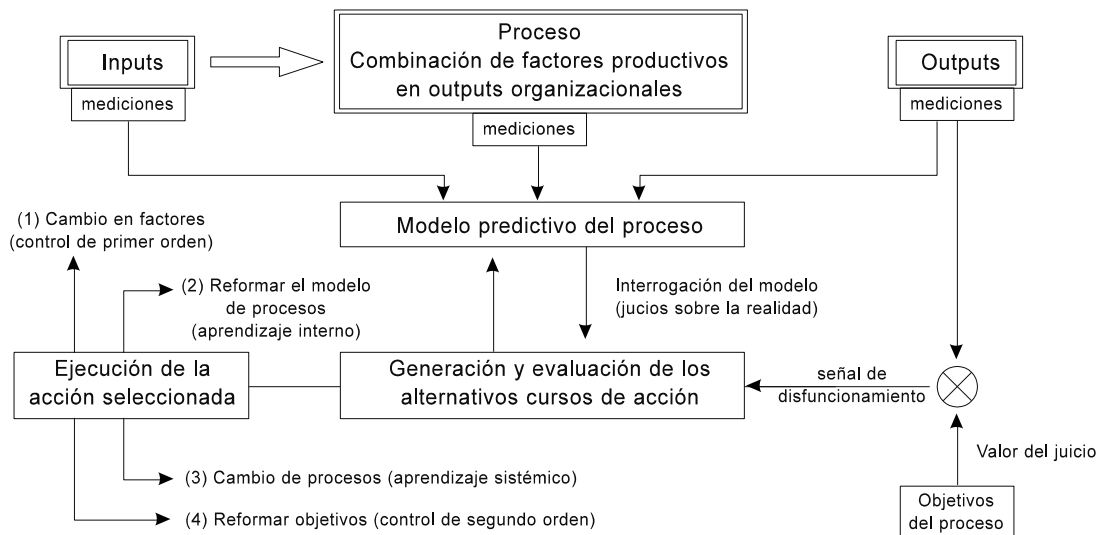 Proceso
Inputs
Combinación de factores productivos
en outputs organizacionales
Outputs
mediciones
mediciones
mediciones
(1) Cambio en factores
(control de primer orden)
Modelo predictivo del proceso
(2) Reformar el modelo
de procesos
(aprendizaje interno)
Interrogación del modelo
(jucios sobre la realidad)
Ejecución de la
acción seleccionada
Generación y evaluación de los
alternativos cursos de acción
señal de
disfuncionamiento
Valor del juicio
(3) Cambio de procesos (aprendizaje sistémico)
(4) Reformar objetivos (control de segundo orden)
Objetivos
del proceso